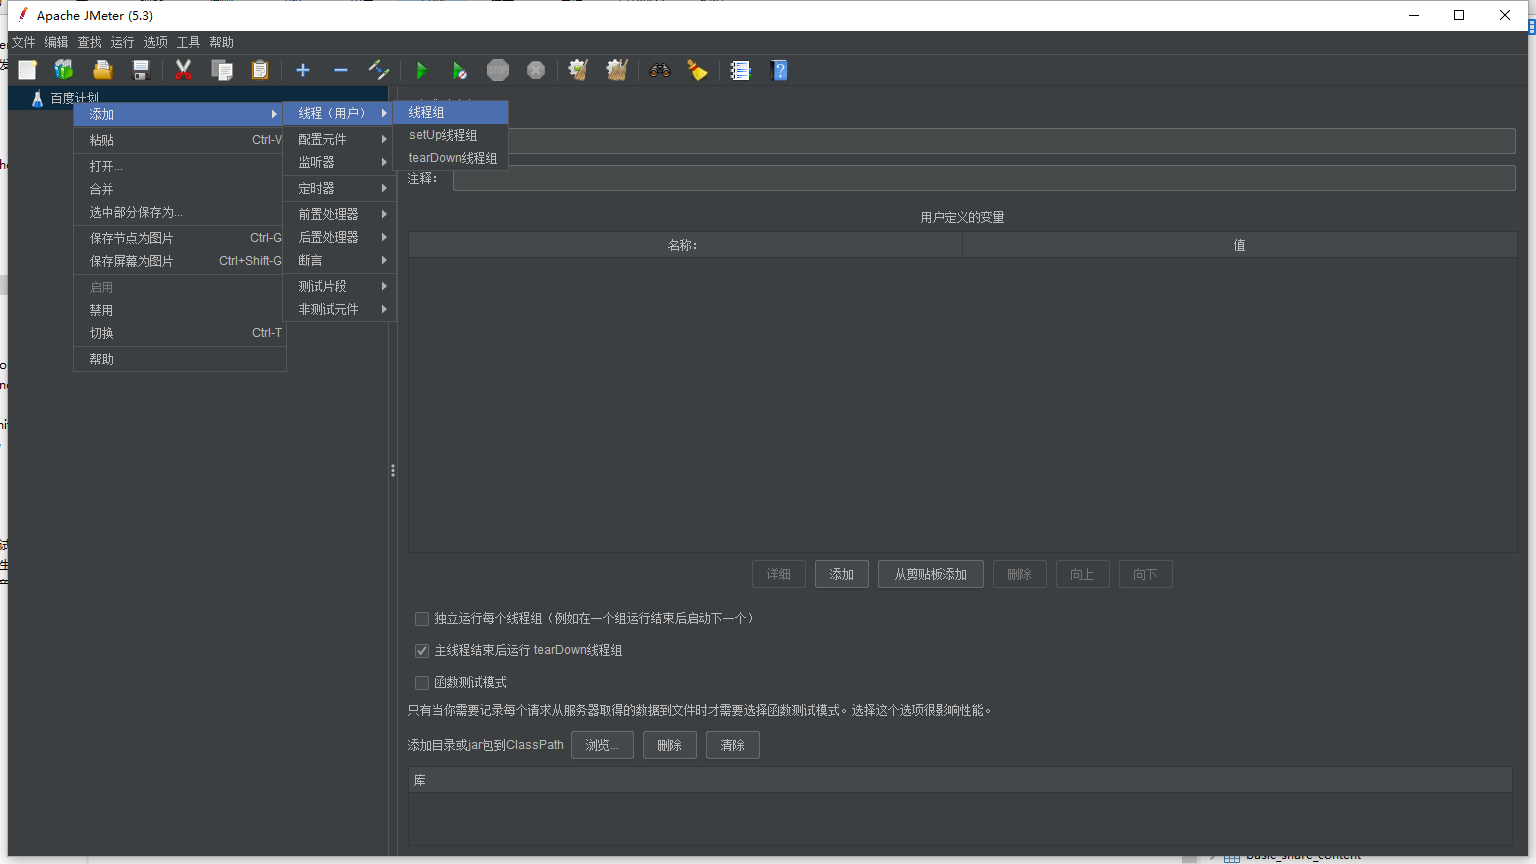 Apache JMeter (5.3)
文件 编辑 查找 运行 选项 工具 帮助
百度计划
添加
粘贴 Ctrl-V
打开...
合并
选中部分保存为...
保存节点为图片 Ctrl-G
保存屏幕为图片 Ctrl+Shift-G
启用
禁用
切换 Ctrl-T
帮助
线程（用户）
配置元件
监听器
定时器
前置处理器
后置处理器
断言
测试片段
非测试元件
线程组
setUp线程组
tearDown线程组
注释：
用户定义的变量
名称: 值
详细 添加 从剪贴板添加 删除 向上 向下
独立运行每个线程组（例如在一个组运行结束后启动下一个）
主线程结束后运行 tearDown线程组
函数测试模式
只有当你需要记录每个请求从服务器取得的数据到文件时才需要选择函数测试模式。选择这个选项很影响性能。
添加目录或jar包到ClassPath 浏览... 删除 清除
库
basic_share_content